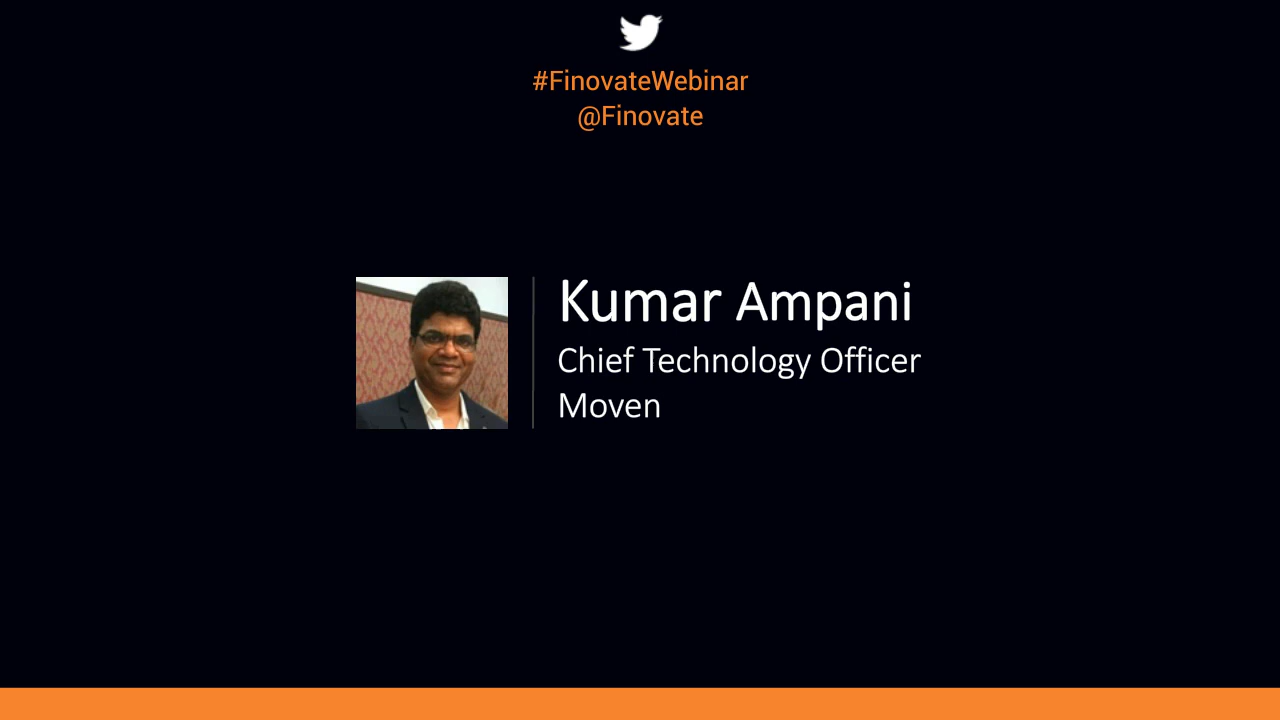 #FinovateWebinar
@Finovate
Kumar Ampani
Chief Technology Officer
Moven